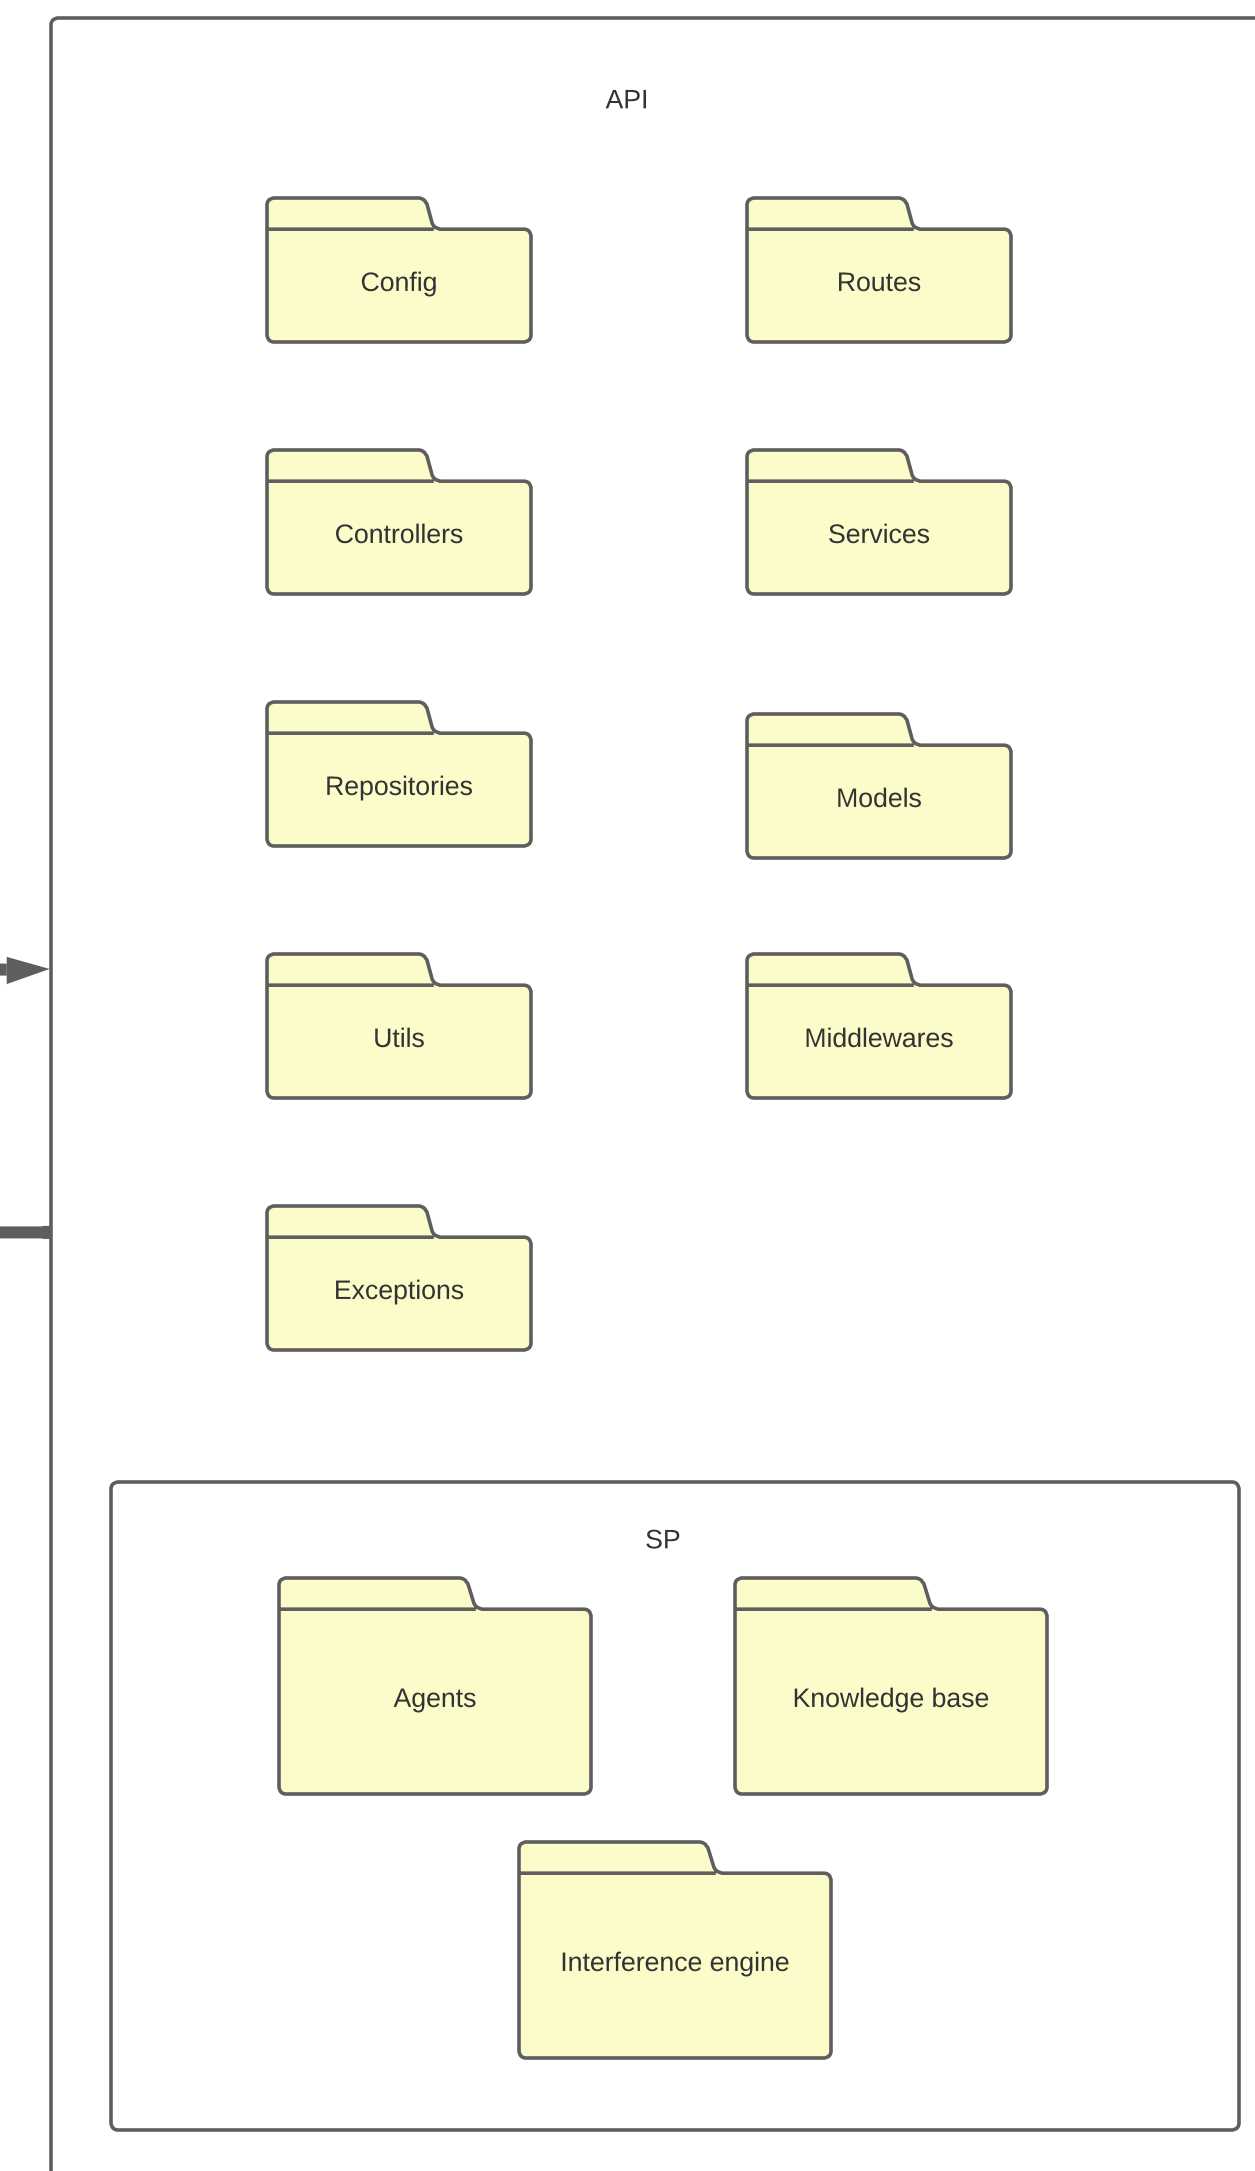 API
Config
Routes
Controllers
Services
Repositories
Models
Utils
Middlewares
Exceptions
SP
Agents
Knowledge base
Interference engine